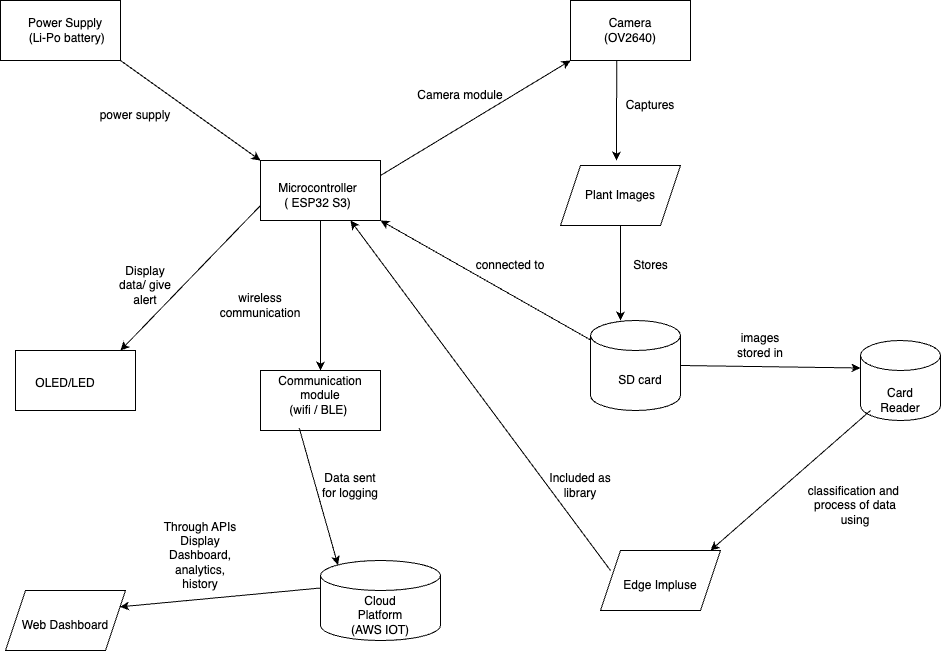 Power Supply
(Li-Po battery)
Camera
(OV2640)
Camera module
Captures
power supply
Microcontroller
( ESP32 S3)
Plant Images
connected to
Stores
Display
data/ give
alert
wireless
communication
images
stored in
OLED/LED
Communication
module
(wifi / BLE)
SD card
Card
Reader
Data sent
for logging
Included as
library
classification and
process of data
using
Through APIs
Display
Dashboard,
analytics,
history
Edge Impluse
Cloud
Platform
(AWS IOT)
Web Dashboard